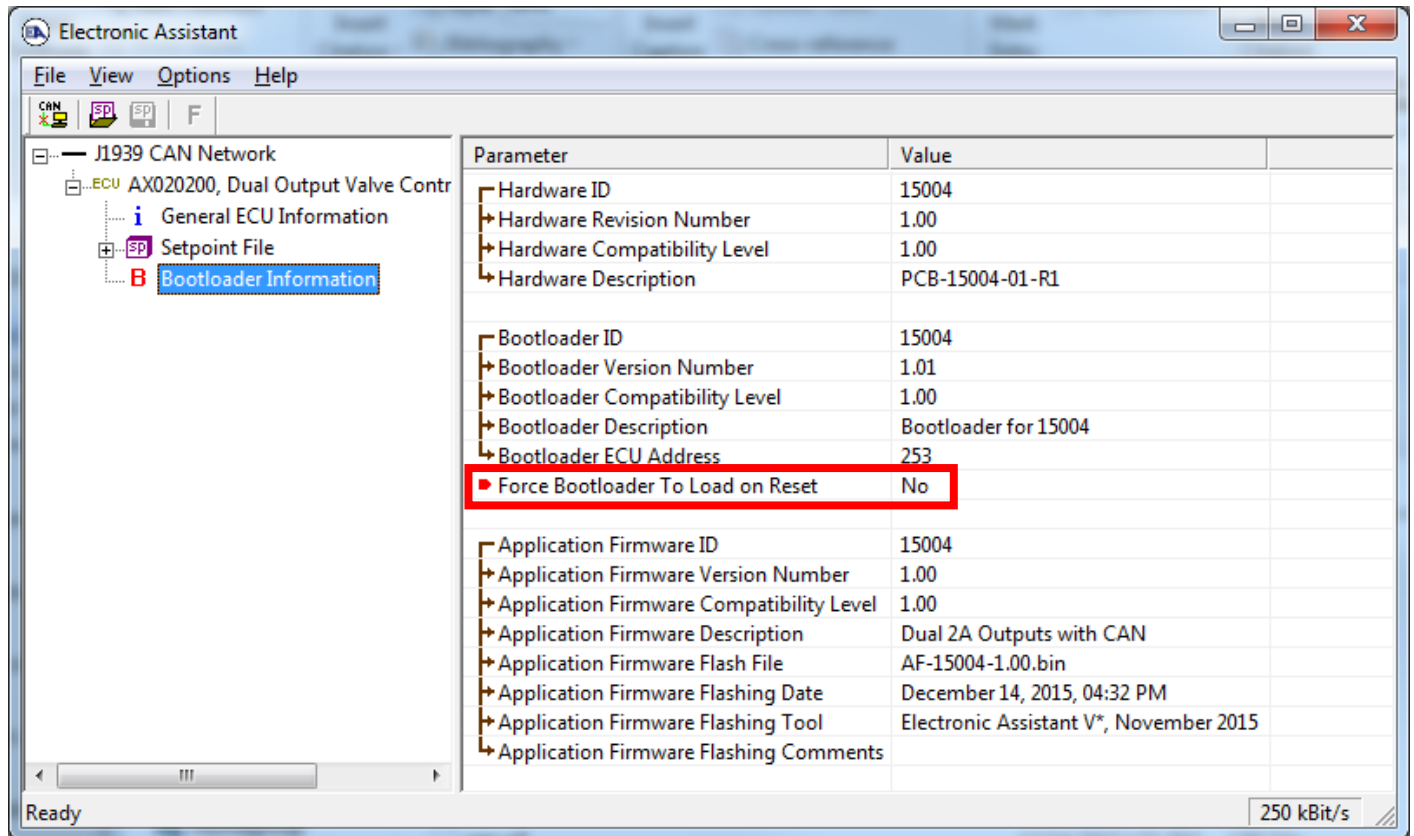 Electronic Assistant
File View Options Help
CAN SP SP F
J1939 CAN Network
ECU AX020200, Dual Output Valve Contr
i General ECU Information
SP Setpoint File
B Bootloader Information
Parameter Value
Hardware ID 15004
Hardware Revision Number 1.00
Hardware Compatibility Level 1.00
Hardware Description PCB-15004-01-R1
Bootloader ID 15004
Bootloader Version Number 1.01
Bootloader Compatibility Level 1.00
Bootloader Description Bootloader for 15004
Bootloader ECU Address 253
Force Bootloader To Load on Reset No
Application Firmware ID 15004
Application Firmware Version Number 1.00
Application Firmware Compatibility Level 1.00
Application Firmware Description Dual 2A Outputs with CAN
Application Firmware Flash File AF-15004-1.00.bin
Application Firmware Flashing Date December 14, 2015, 04:32 PM
Application Firmware Flashing Tool Electronic Assistant V*, November 2015
Application Firmware Flashing Comments
Ready 250 kBit/s